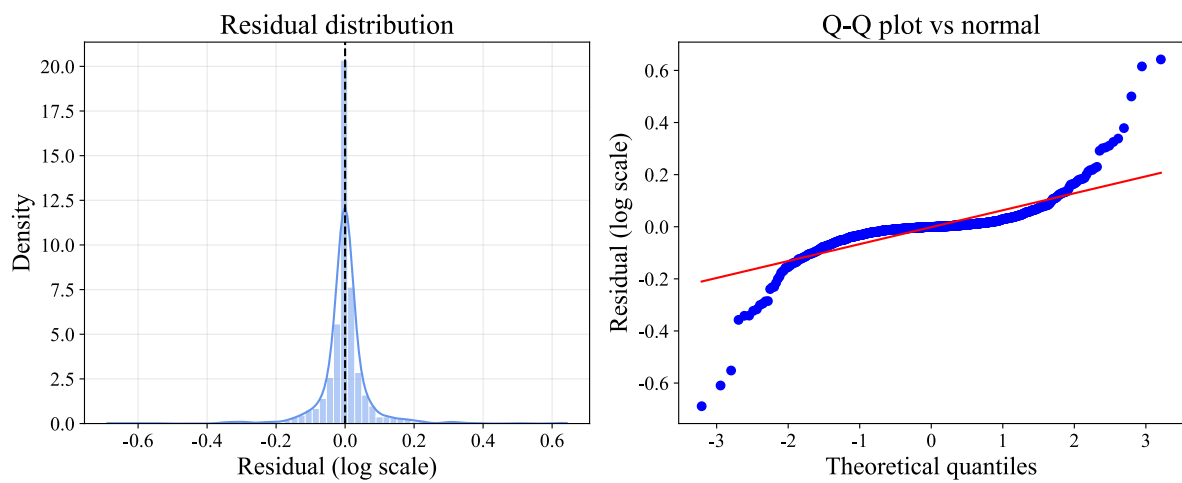 Residual distribution
20.0
17.5
15.0
12.5
10.0
7.5
5.0
2.5
0.0
Density
-0.6 -0.4 -0.2 0.0 0.2 0.4 0.6
Residual (log scale)
Q-Q plot vs normal
0.6
0.4
0.2
0.0
-0.2
-0.4
-0.6
Residual (log scale)
-3 -2 -1 0 1 2 3
Theoretical quantiles